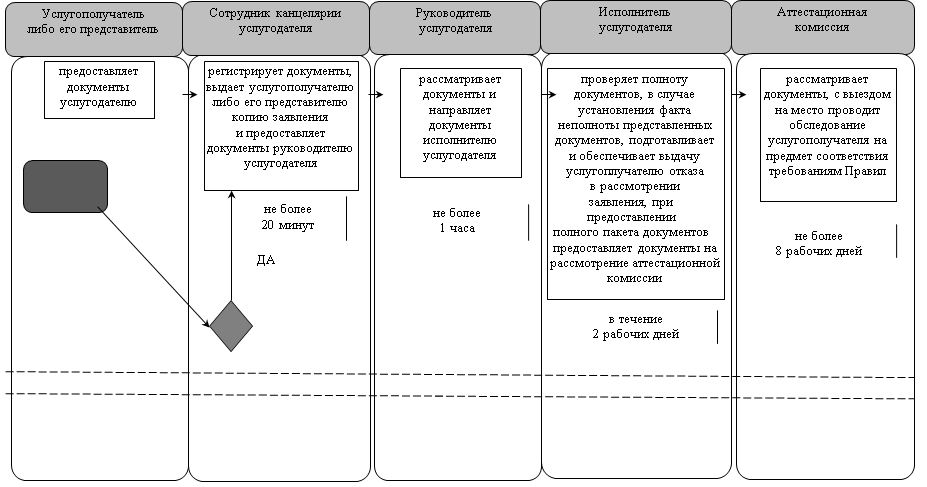 Услугополучатель
либо его представитель
Сотрудник канцелярии
услугодателя
Руководитель
услугодателя
Исполнитель
услугодателя
Аттестационная
комиссия
предоставляет
документы
услугодателю
регистрирует документы,
выдает услугополучателю
либо его представителю
копию заявления
и предоставляет
документы руководителю
услугодателя
не более
20 минут
ДА
рассматривает
документы и
направляет
документы
исполнителю
услугодателя
не более
1 часа
проверяет полноту
документов, в случае
установления факта
неполноты представленных
документов, подготавливает
и обеспечивает выдачу
услугоплучателю отказа
в рассмотрении
заявления, при
предоставлении
полного пакета документов
предоставляет документы на
рассмотрение аттестационной
комиссии
в течение
2 рабочих дней
рассматривает
документы, с выездом
на место проводит
обследование
услугополучателя на
предмет соответствия
требованиям Правил
не более
8 рабочих дней